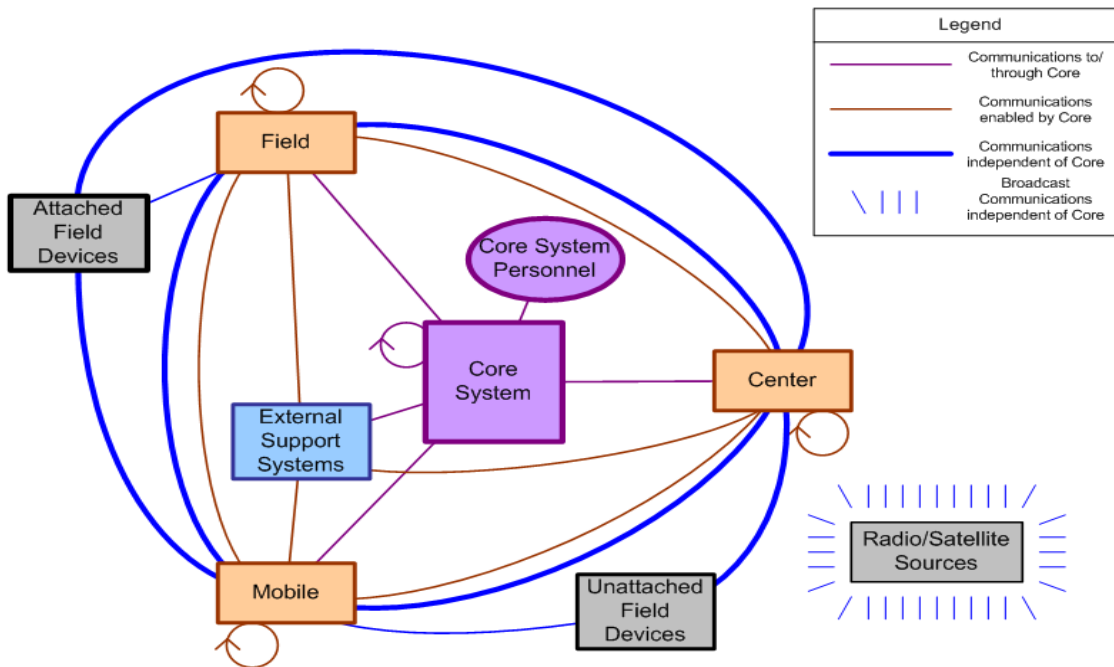 Legend
Communications to/
through Core
Communications
enabled by Core
Communications
independent of Core
Broadcast
Communications
independent of Core
Field
Attached
Field
Devices
Core System
Personnel
Core
System
Center
External
Support
Systems
Radio/Satellite
Sources
Mobile
Unattached
Field
Devices